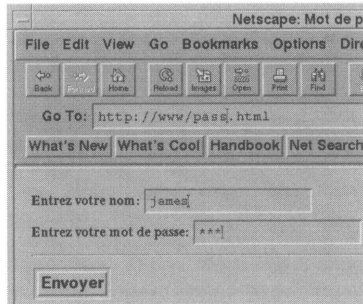 Netscape: Mot de p
File Edit View Go Bookmarks Options Dire
Back Forward Home Reload Images Open Print Find
Go To: http://www/pass.html
What's New What's Cool Handbook Net Search
Entrez votre nom: james
Entrez votre mot de passe: ***
Envoyer